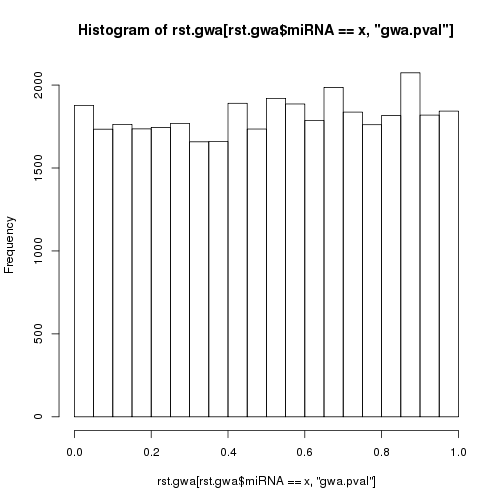 Histogram of rst.gwa[rst.gwa$miRNA == x, "gwa.pval"]
Frequency
2000
1500
1000
500
0
0.0 0.2 0.4 0.6 0.8 1.0
rst.gwa[rst.gwa$miRNA == x, "gwa.pval"]